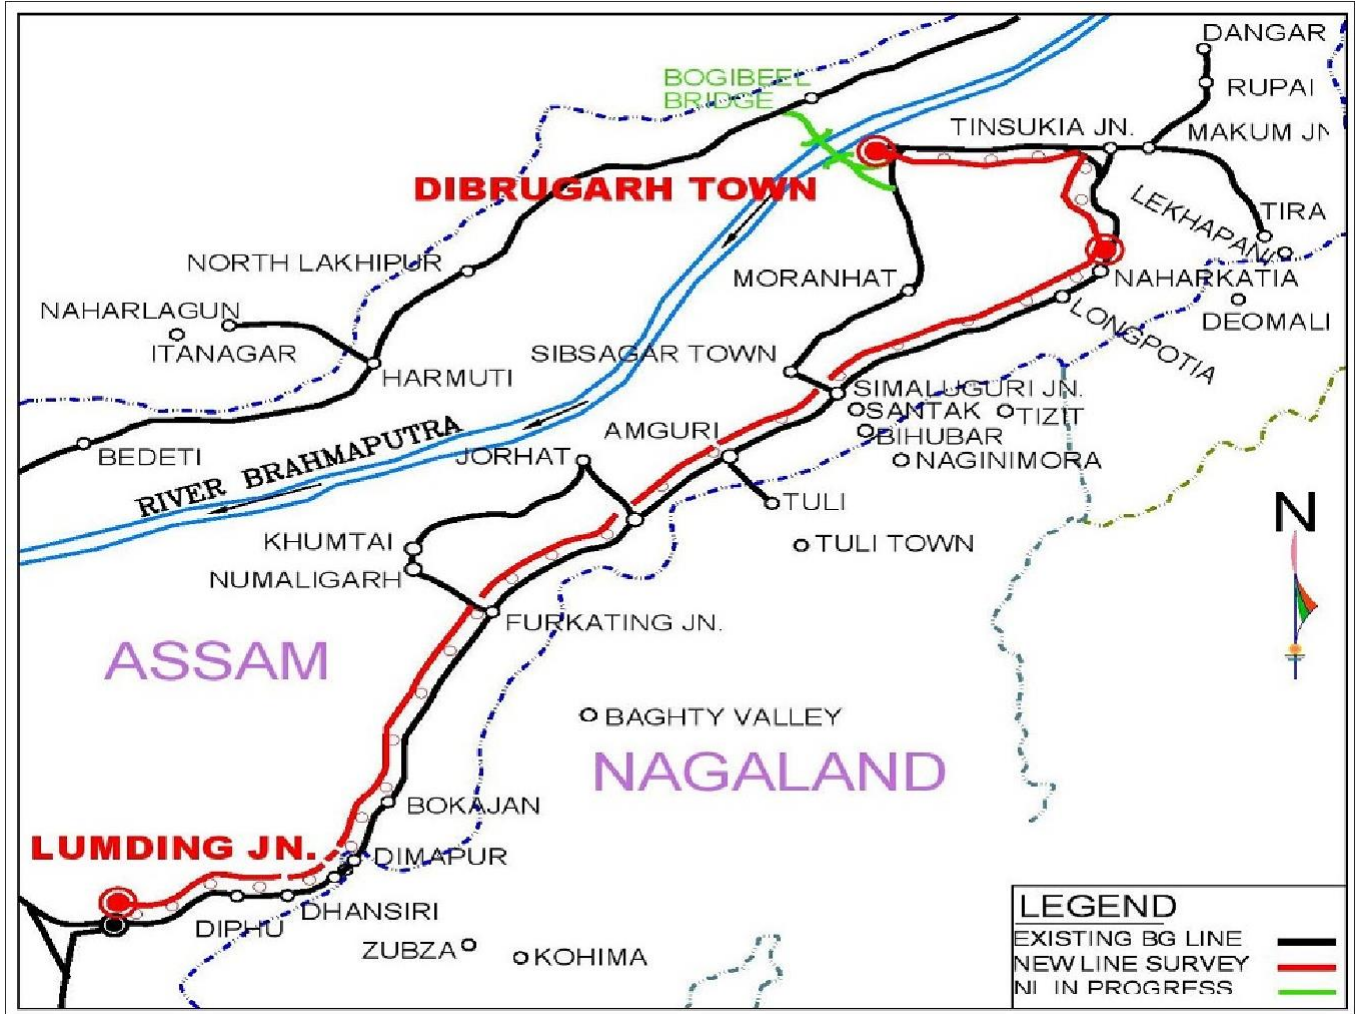 DANGAR
BOGIBEEL
BRIDGE
RUPAI
TINSUKIA JN.
MAKUM JN
DIBRUGARH TOWN
LEKHAPANI
TIRA
NORTH LAKHIPUR
MORANHAT
NAHARKATIA
NAHARLAGUN
DEOMALI
LONGPOTIA
ITANAGAR
SIBSAGAR TOWN
HARMUTI
SIMALUGURI JN.
SANTAK
TIZIT
RIVER BRAHMAPUTRA
AMGURI
BIHUBAR
BEDETI
JORHAT
NAGINIMORA
TULI
N
KHUMTAI
TULI TOWN
NUMALIGARH
FURKATING JN.
ASSAM
BAGHTY VALLEY
NAGALAND
BOKAJAN
LUMDING JN.
DIMAPUR
DHANSIRI
DIPHU
ZUBZA
KOHIMA
LEGEND
EXISTING BG LINE
NEW LINE SURVEY
NL IN PROGRESS